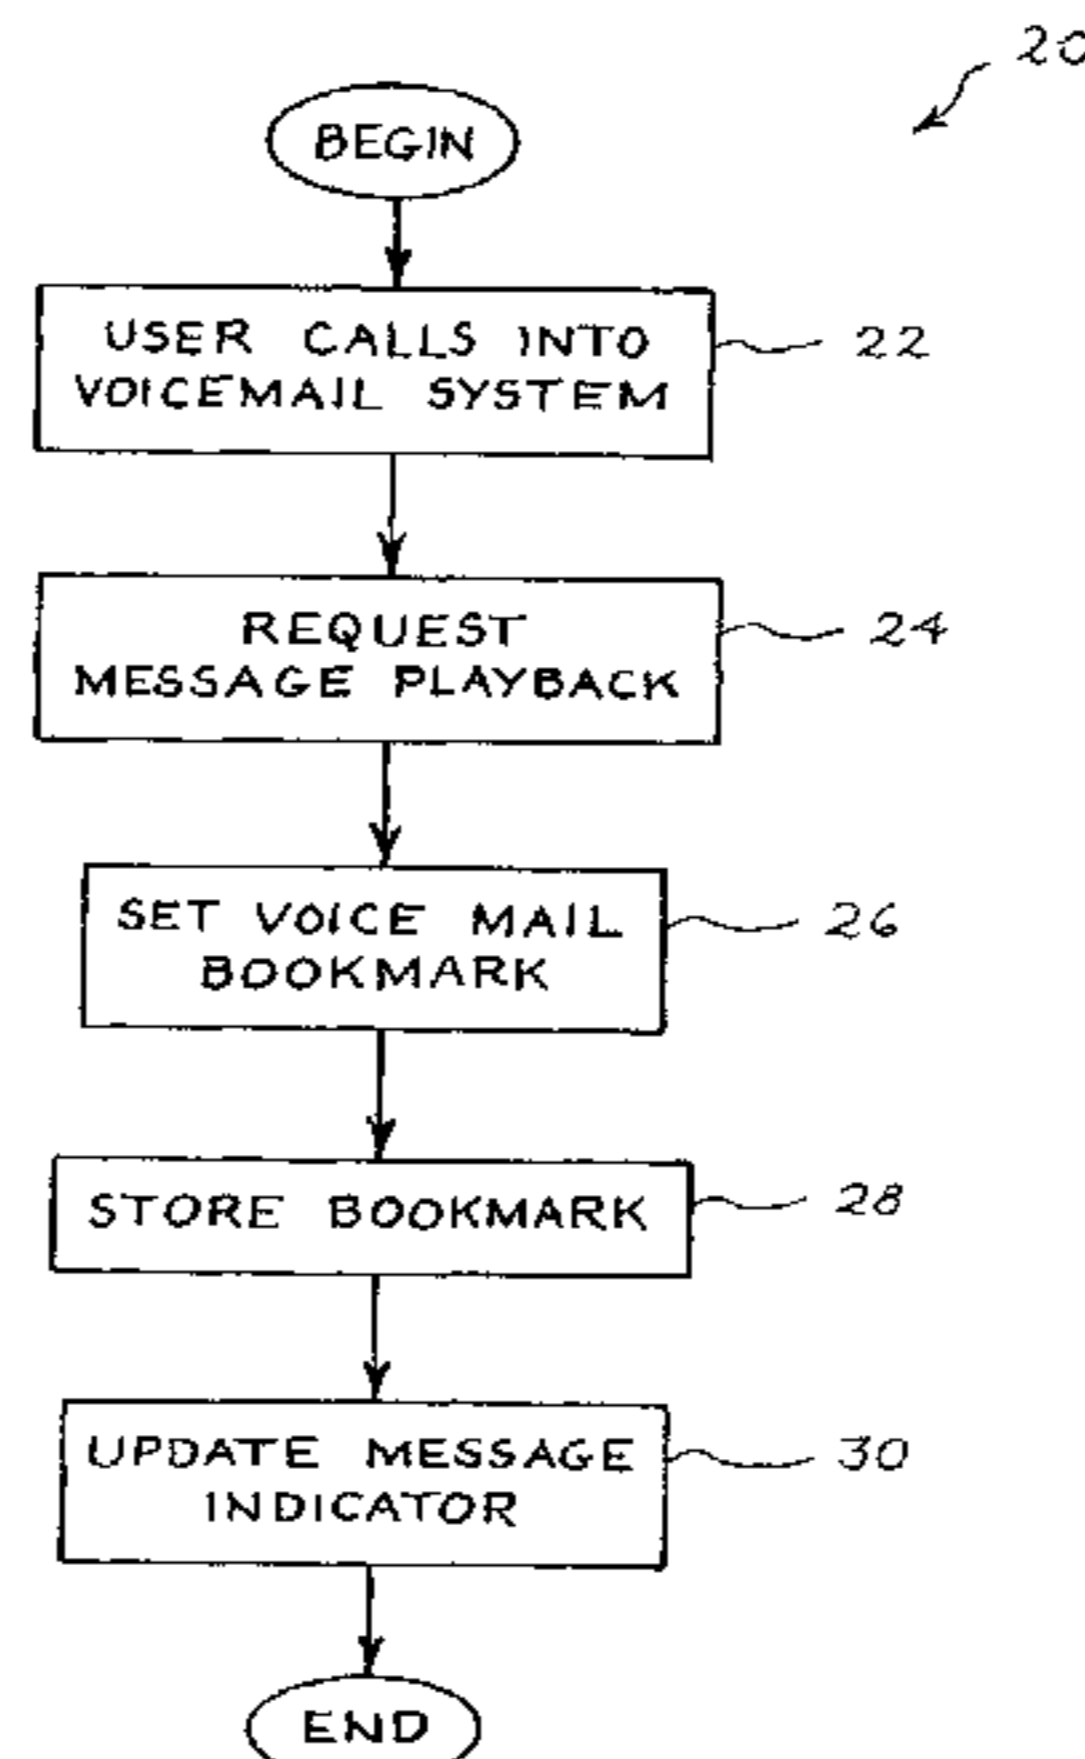 20
BEGIN
USER CALLS INTO
VOICEMAIL SYSTEM
22
REQUEST
MESSAGE PLAYBACK
24
SET VOICE MAIL
BOOKMARK
26
STORE BOOKMARK
28
UPDATE MESSAGE
INDICATOR
30
END